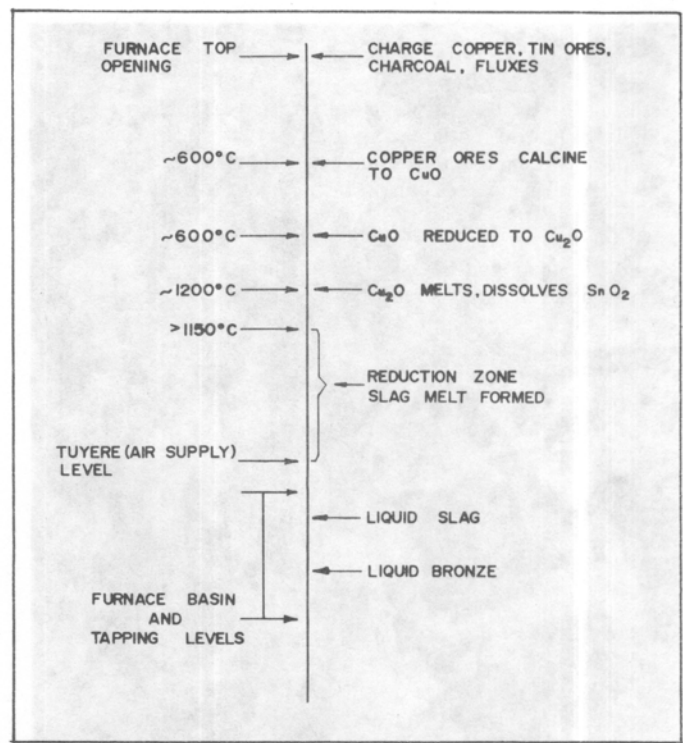 FURNACE TOP
OPENING
CHARGE COPPER, TIN ORES,
CHARCOAL, FLUXES
~600°C
COPPER ORES CALCINE
TO CuO
~600°C
CuO REDUCED TO Cu₂O
~1200°C
Cu₂O MELTS, DISSOLVES SnO₂
>1150°C
REDUCTION ZONE
SLAG MELT FORMED
TUYERE (AIR SUPPLY)
LEVEL
LIQUID SLAG
LIQUID BRONZE
FURNACE BASIN
AND
TAPPING LEVELS